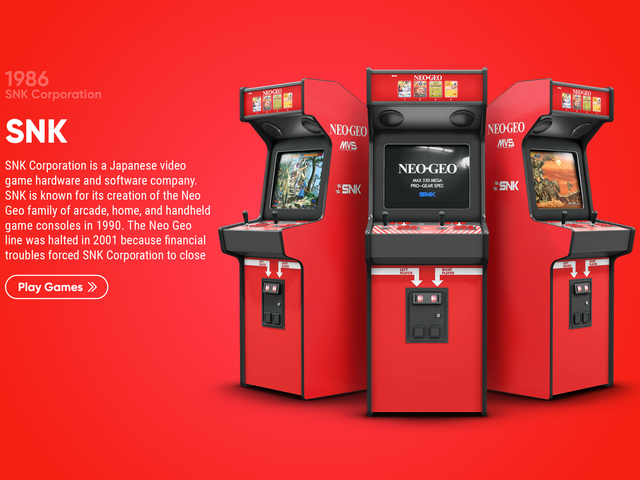 1986
SNK Corporation
SNK
SNK Corporation is a Japanese video
game hardware and software company.
SNK is known for its creation of the Neo
Geo family of arcade, home, and handheld
game consoles in 1990. The Neo Geo
line was halted in 2001 because financial
troubles forced SNK Corporation to close
Play Games
NEO·GEO
NEO·GEO
MVS
SNK
NEO·GEO
NEO·GEO
MAX 330 MEGA
PRO-GEAR SPEC
SNK
LEFT PLAYER
RIGHT PLAYER
NEO·GEO
NEO·GEO
MVS
SNK